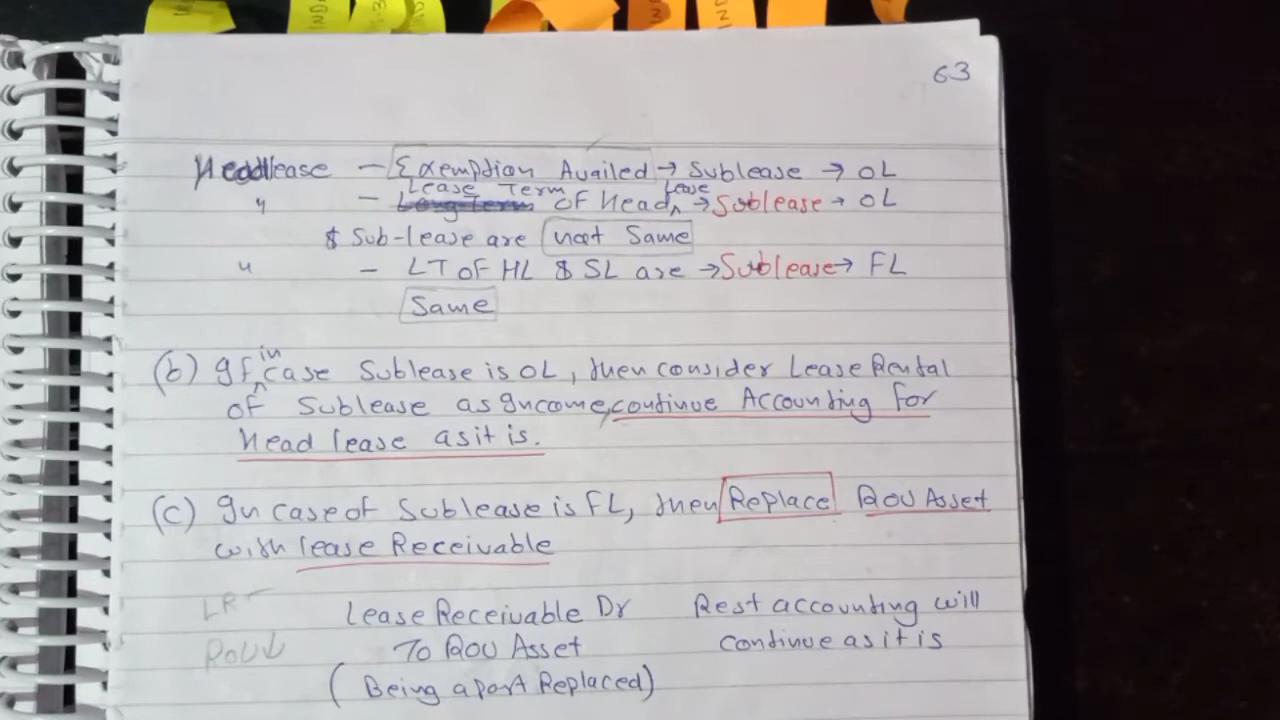 63
Headlease - Exemption Availed → Sublease → OL
" - Lease Term of Head Lease → Sublease → OL
& Sub-lease are not Same
" - LT OF HL & SL are → Sublease → FL
Same
(b) If in case Sublease is OL, then consider Lease Rental
of Sublease as Income, continue Accounting for
head lease as it is.
(c) In case of Sublease is FL, then Replace ROU Asset
with lease Receivable
LR
ROU↓
Lease Receivable Dr Rest accounting will
To ROU Asset continue as it is
(Being a part Replaced)